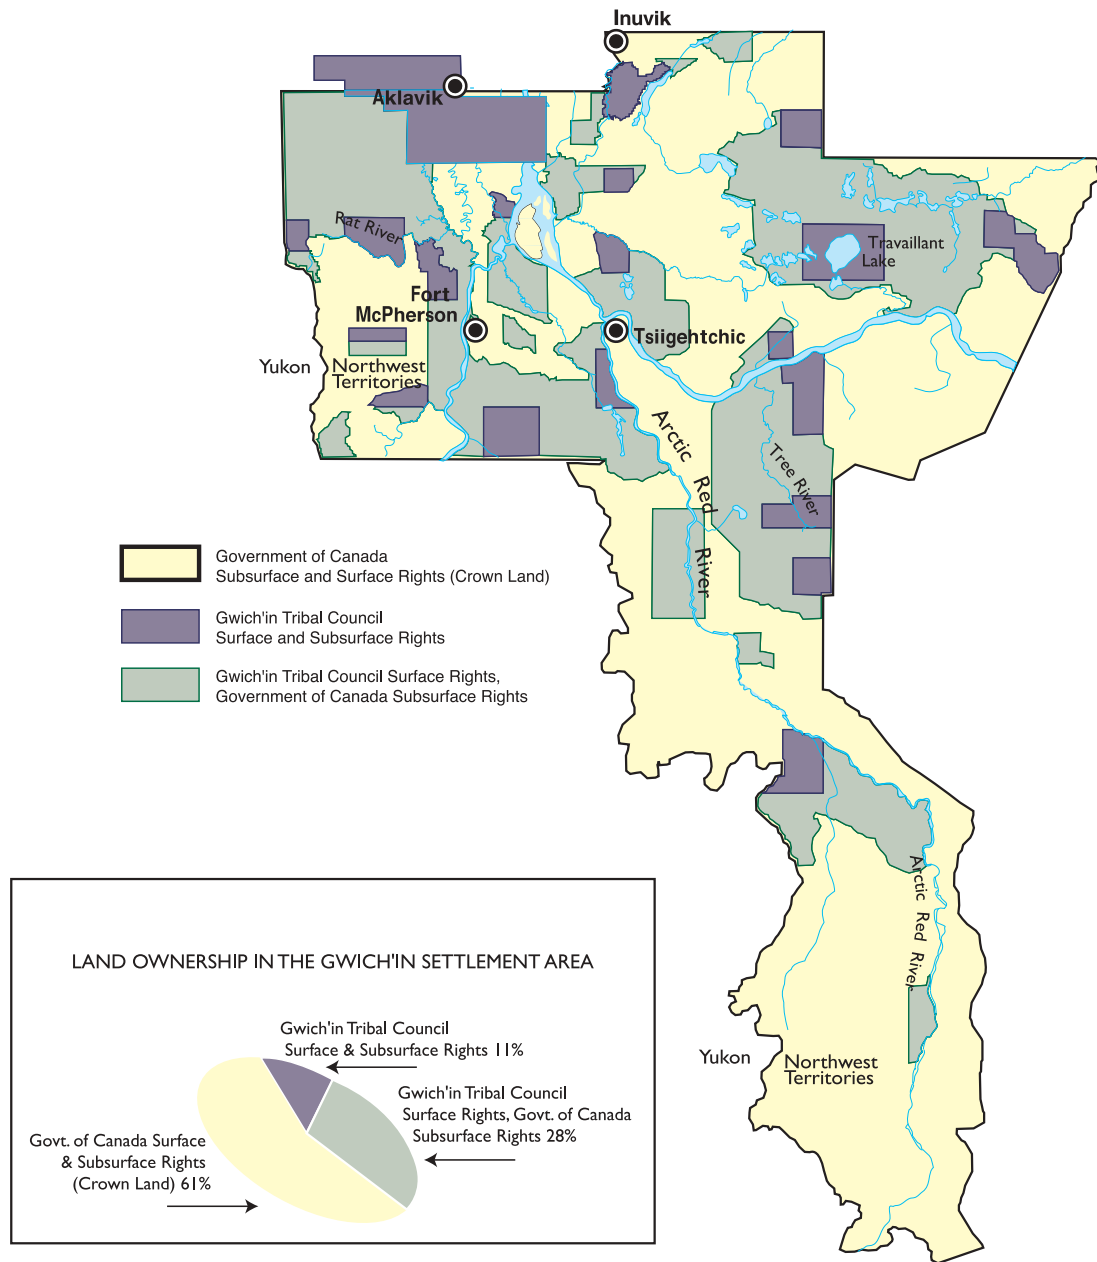 Inuvik
Aklavik
Rat River
Travaillant
Lake
Fort
McPherson
Tsiigehtchic
Yukon
Northwest
Territories
Arctic Red River
Tree River
Government of Canada
Subsurface and Surface Rights (Crown Land)
Gwich'in Tribal Council
Surface and Subsurface Rights
Gwich'in Tribal Council Surface Rights,
Government of Canada Subsurface Rights
Arctic Red River
Yukon
Northwest
Territories
LAND OWNERSHIP IN THE GWICH'IN SETTLEMENT AREA
Gwich'in Tribal Council
Surface & Subsurface Rights 11%
Gwich'in Tribal Council
Surface Rights, Govt. of Canada
Subsurface Rights 28%
Govt. of Canada Surface
& Subsurface Rights
(Crown Land) 61%